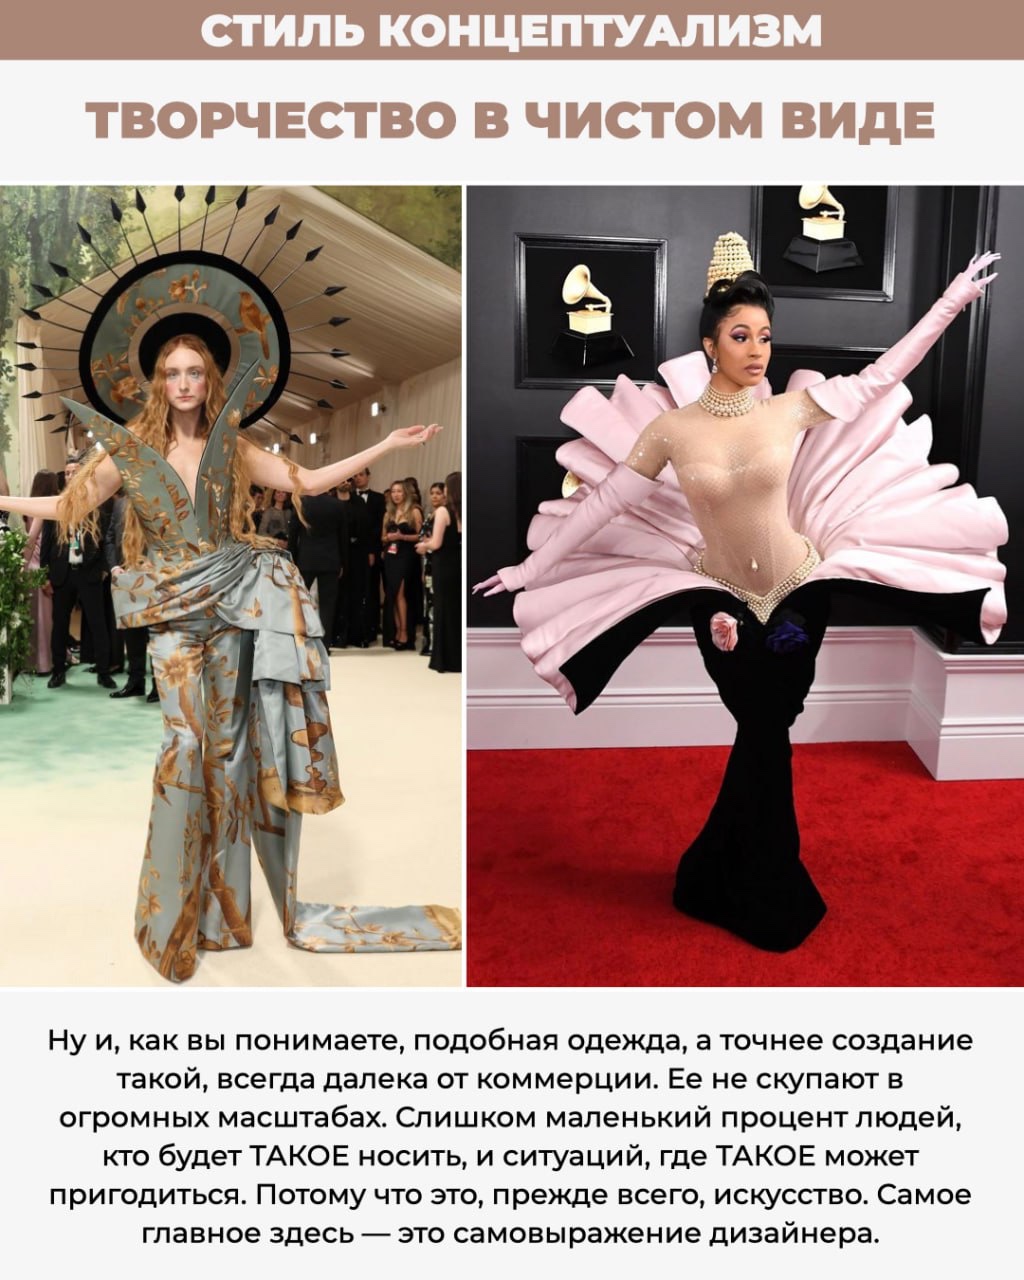 СТИЛЬ КОНЦЕПТУАЛИЗМ
ТВОРЧЕСТВО В ЧИСТОМ ВИДЕ
Ну и, как вы понимаете, подобная одежда, а точнее создание
такой, всегда далека от коммерции. Ее не скупают в
огромных масштабах. Слишком маленький процент людей,
кто будет ТАКОЕ носить, и ситуаций, где ТАКОЕ может
пригодиться. Потому что это, прежде всего, искусство. Самое
главное здесь — это самовыражение дизайнера.